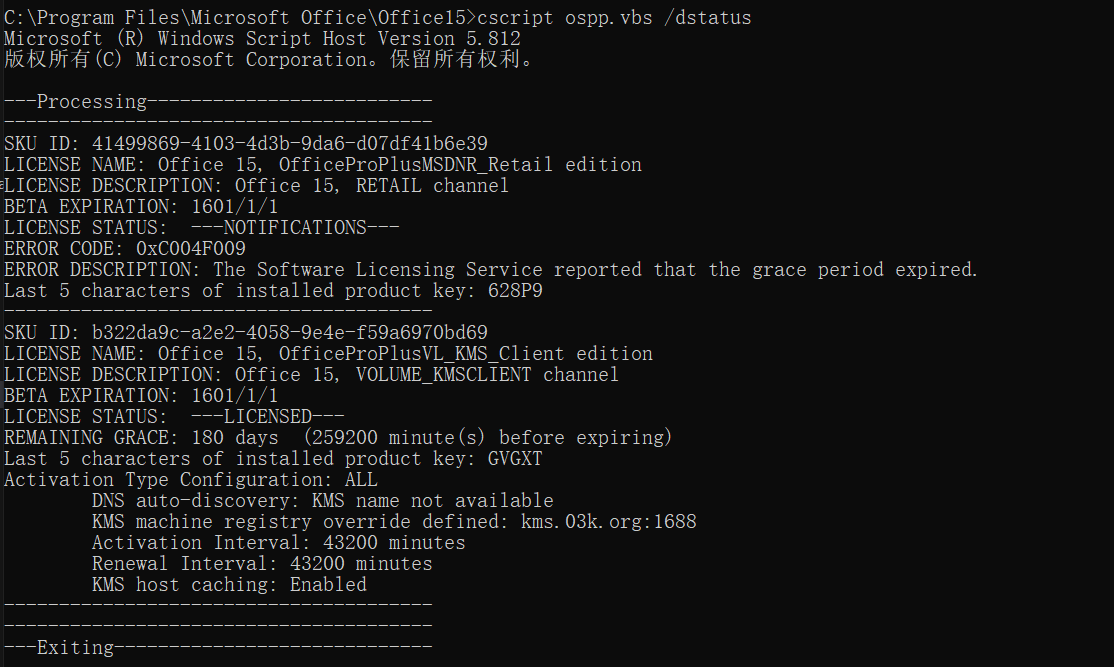 C:\Program Files\Microsoft Office\Office15>cscript ospp.vbs /dstatus
Microsoft (R) Windows Script Host Version 5.812
版权所有(C) Microsoft Corporation。保留所有权利。
---Processing--------------------------
---------------------------------------
SKU ID: 41499869-4103-4d3b-9da6-d07df41b6e39
LICENSE NAME: Office 15, OfficeProPlusMSDNR_Retail edition
LICENSE DESCRIPTION: Office 15, RETAIL channel
BETA EXPIRATION: 1601/1/1
LICENSE STATUS:  ---NOTIFICATIONS---
ERROR CODE: 0xC004F009
ERROR DESCRIPTION: The Software Licensing Service reported that the grace period expired.
Last 5 characters of installed product key: 628P9
---------------------------------------
SKU ID: b322da9c-a2e2-4058-9e4e-f59a6970bd69
LICENSE NAME: Office 15, OfficeProPlusVL_KMS_Client edition
LICENSE DESCRIPTION: Office 15, VOLUME_KMSCLIENT channel
BETA EXPIRATION: 1601/1/1
LICENSE STATUS:  ---LICENSED---
REMAINING GRACE: 180 days  (259200 minute(s) before expiring)
Last 5 characters of installed product key: GVGXT
Activation Type Configuration: ALL
        DNS auto-discovery: KMS name not available
        KMS machine registry override defined: kms.03k.org:1688
        Activation Interval: 43200 minutes
        Renewal Interval: 43200 minutes
        KMS host caching: Enabled
---------------------------------------
---------------------------------------
---Exiting-----------------------------